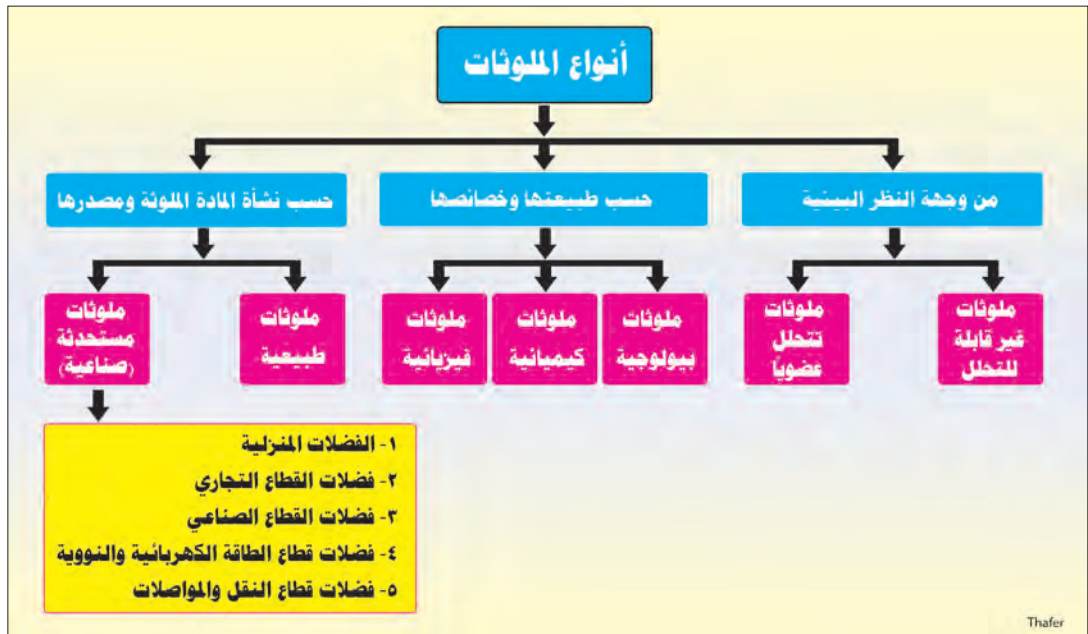 أنواع الملوثات
من وجهة النظر البيئية
حسب طبيعتها وخصائصها
حسب نشأة المادة الملوثة ومصدرها
ملوثات
غير قابلة
للتحلل
ملوثات
تتحلل
عضوياً
ملوثات
بيولوجية
ملوثات
كيميائية
ملوثات
فيزيائية
ملوثات
طبيعية
ملوثات
مستحدثة
(صناعية)
١- الفضلات المنزلية
٢- فضلات القطاع التجاري
٣- فضلات القطاع الصناعي
٤- فضلات قطاع الطاقة الكهربائية والنووية
٥- فضلات قطاع النقل والمواصلات
Thafer